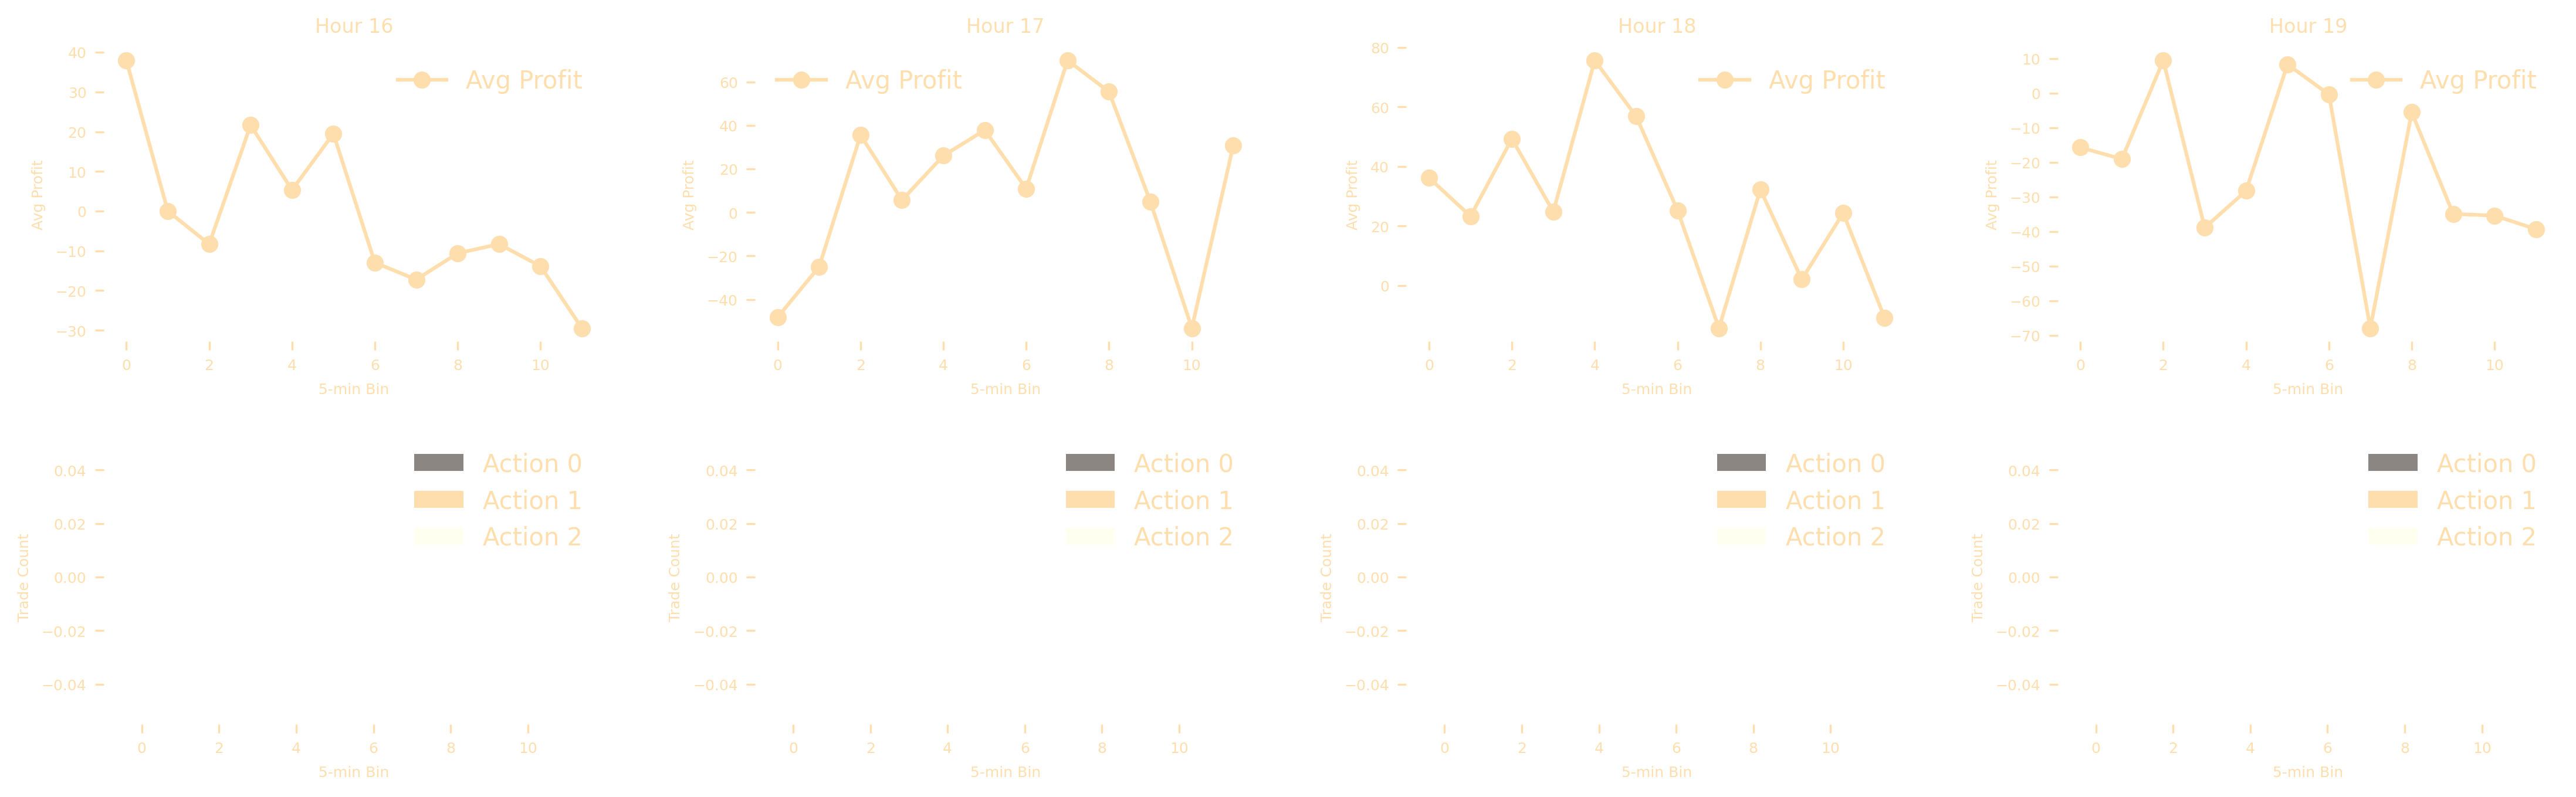 Hour 16
40
30
20
10
0
−10
−20
−30
Avg Profit
Avg Profit
0 2 4 6 8 10
5-min Bin
Hour 17
60
40
20
0
−20
−40
Avg Profit
Avg Profit
0 2 4 6 8 10
5-min Bin
Hour 18
80
60
40
20
0
Avg Profit
Avg Profit
0 2 4 6 8 10
5-min Bin
Hour 19
10
0
−10
−20
−30
−40
−50
−60
−70
Avg Profit
Avg Profit
0 2 4 6 8 10
5-min Bin
0.04
0.02
0.00
−0.02
−0.04
Trade Count
Action 0
Action 1
Action 2
0 2 4 6 8 10
5-min Bin
0.04
0.02
0.00
−0.02
−0.04
Trade Count
Action 0
Action 1
Action 2
0 2 4 6 8 10
5-min Bin
0.04
0.02
0.00
−0.02
−0.04
Trade Count
Action 0
Action 1
Action 2
0 2 4 6 8 10
5-min Bin
0.04
0.02
0.00
−0.02
−0.04
Trade Count
Action 0
Action 1
Action 2
0 2 4 6 8 10
5-min Bin